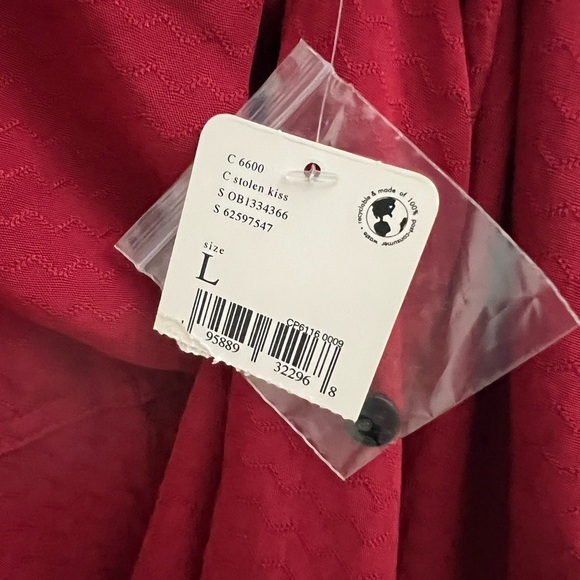 C 6600
C stolen kiss
S OB1334366
S 62597547
recyclable & made of 100% post-consumer waste •
size
L
CP6116 0009
95889 32296 8